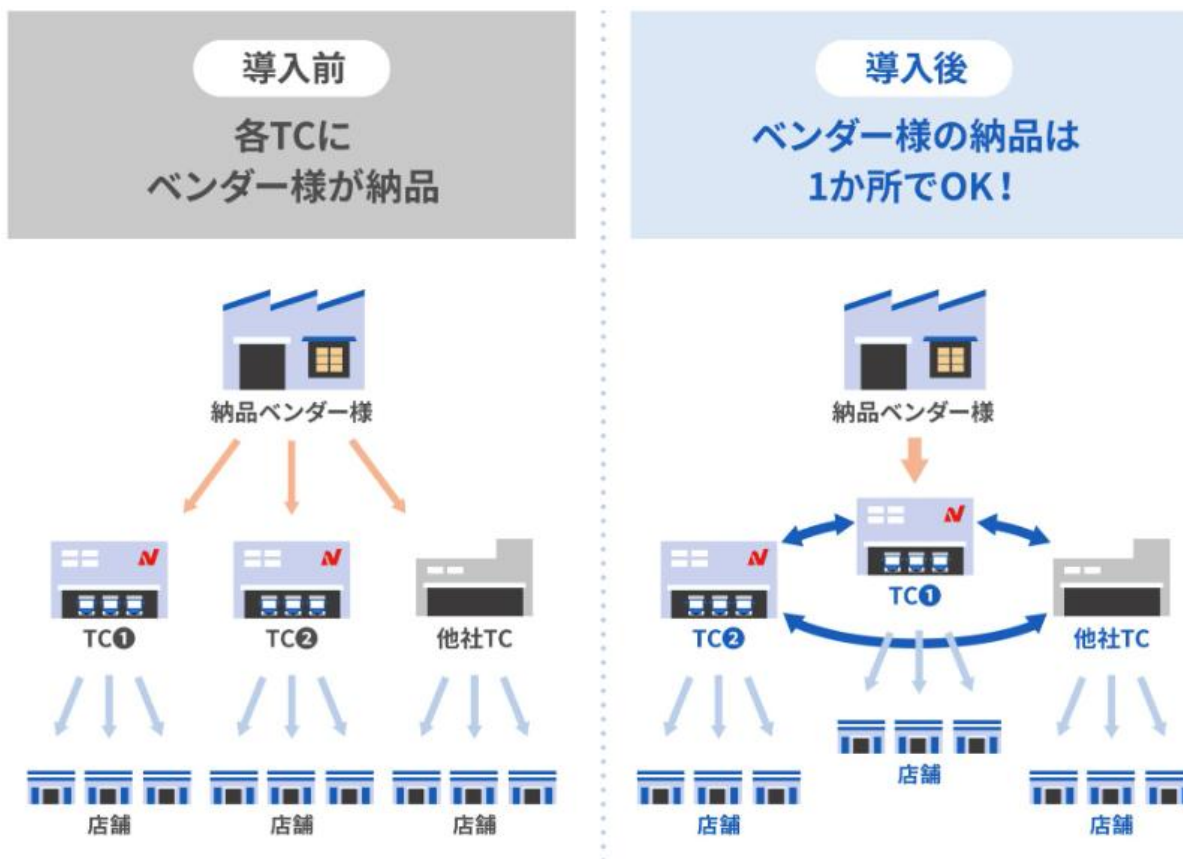 導入前
各TCに
ベンダー様が納品
納品ベンダー様
TC❶
TC❷
他社TC
店舗
店舗
店舗
導入後
ベンダー様の納品は
1か所でOK！
納品ベンダー様
TC❶
TC❷
他社TC
店舗
店舗
店舗